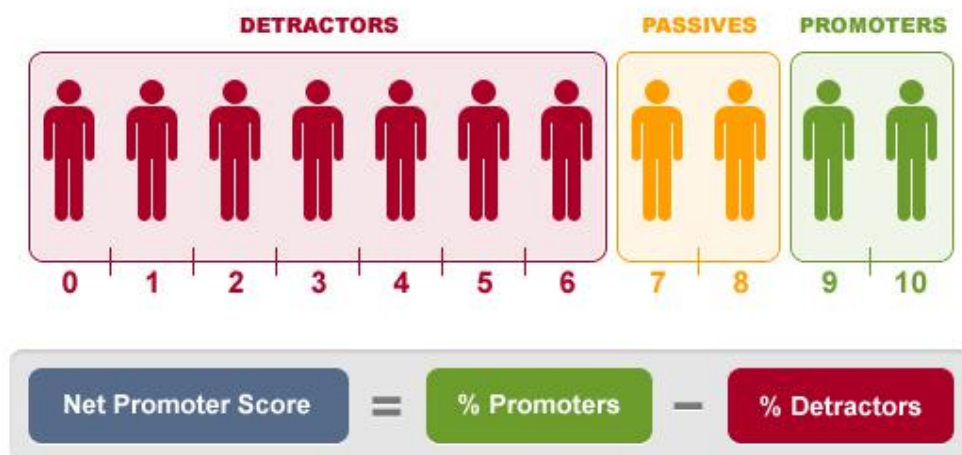 DETRACTORS PASSIVES PROMOTERS
0 1 2 3 4 5 6 7 8 9 10
Net Promoter Score = % Promoters − % Detractors